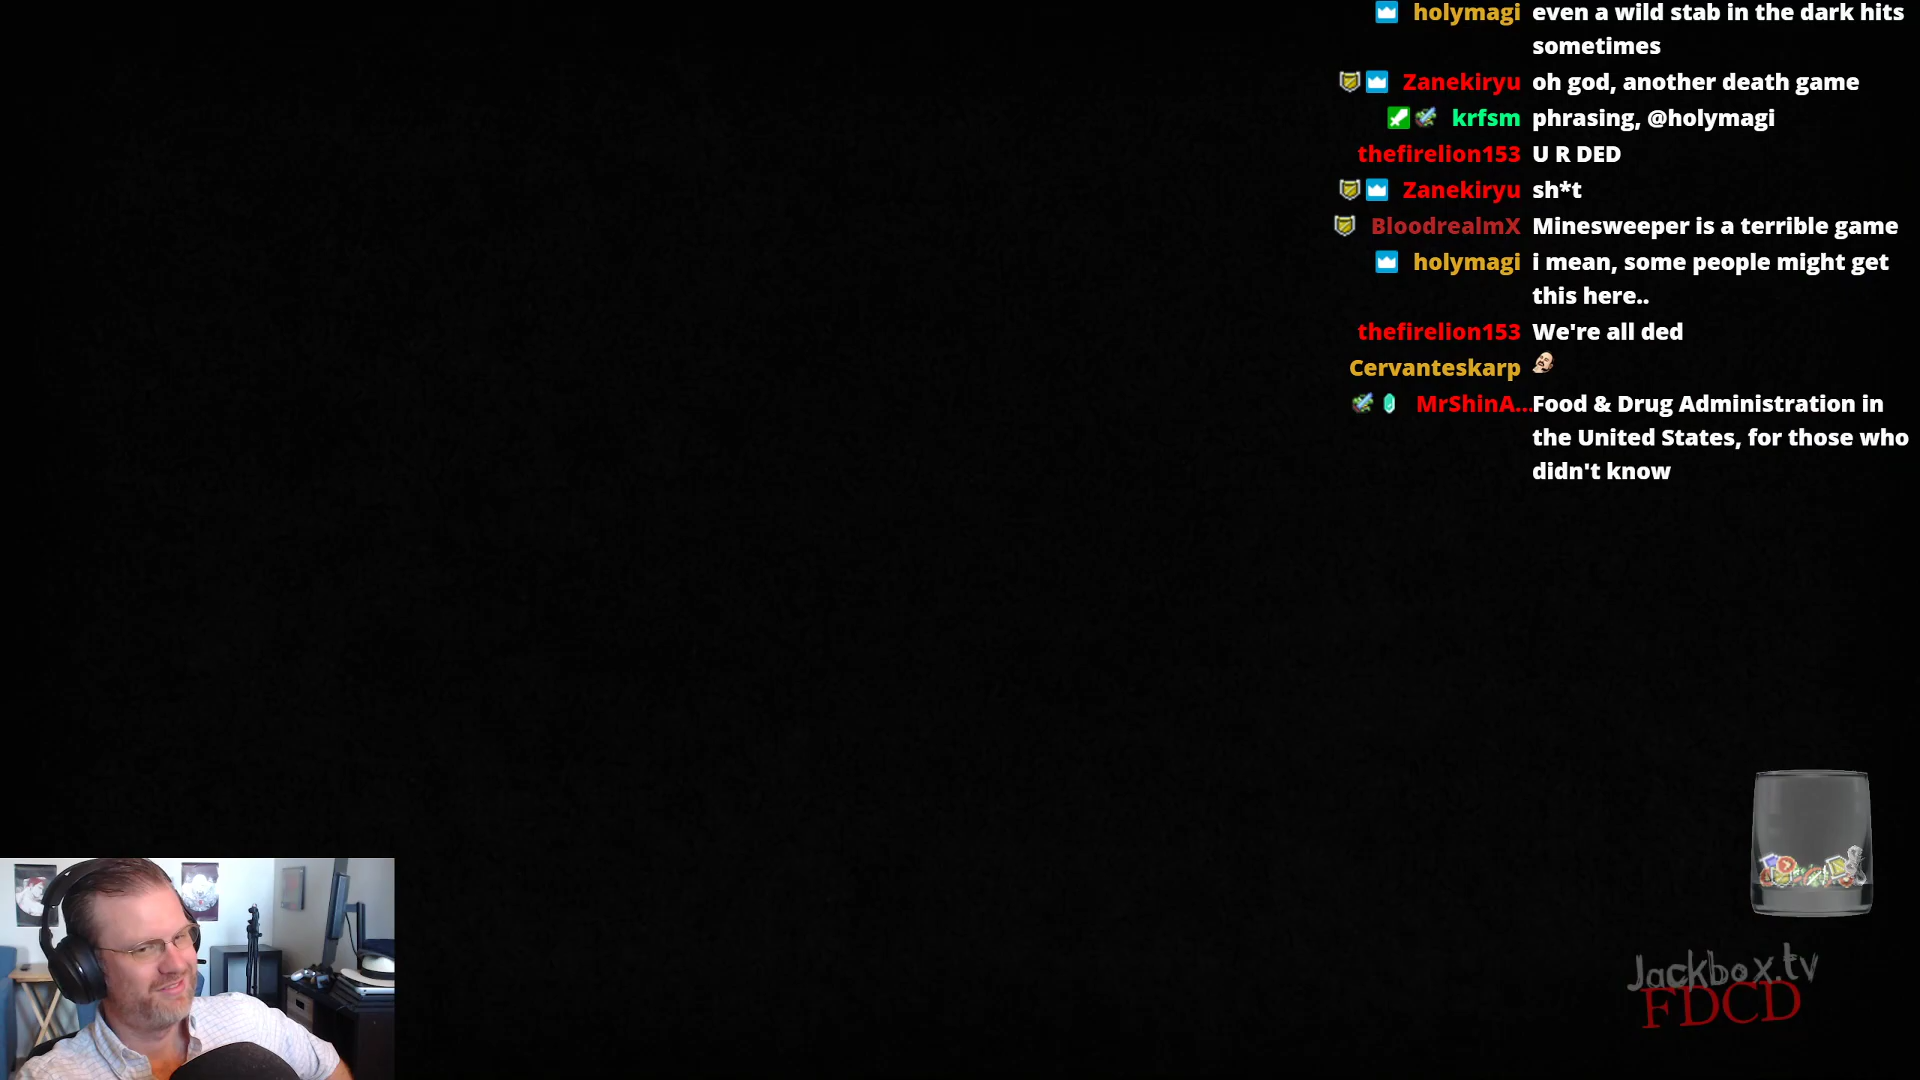 holymagi even a wild stab in the dark hits
sometimes
Zanekiryu oh god, another death game
krfsm phrasing, @holymagi
thefirelion153 U R DED
Zanekiryu sh*t
BloodrealmX Minesweeper is a terrible game
holymagi i mean, some people might get
this here..
thefirelion153 We're all ded
Cervanteskarp
MrShinA... Food & Drug Administration in
the United States, for those who
didn't know
Jackbox.tv
FDCD